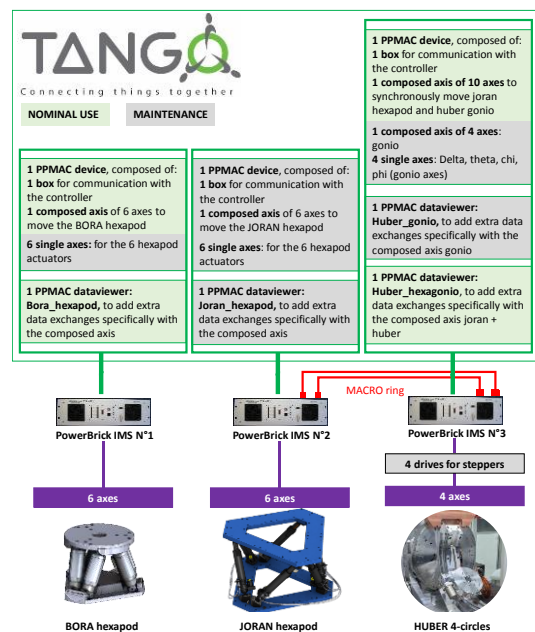 TANGO
Connecting things together
NOMINAL USE
MAINTENANCE
1 PPMAC device, composed of:
1 box for communication with
the controller
1 composed axis of 6 axes to
move the BORA hexapod
6 single axes: for the 6 hexapod
actuators
1 PPMAC dataviewer:
Bora_hexapod, to add extra
data exchanges specifically with
the composed axis
1 PPMAC device, composed of:
1 box for communication with
the controller
1 composed axis of 6 axes to
move the JORAN hexapod
6 single axes: for the 6 hexapod
actuators
1 PPMAC dataviewer:
Joran_hexapod, to add extra
data exchanges specifically with
the composed axis
1 PPMAC device, composed of:
1 box for communication with
the controller
1 composed axis of 10 axes to
synchronously move joran
hexapod and huber gonio
1 composed axis of 4 axes:
gonio
4 single axes: Delta, theta, chi,
phi (gonio axes)
1 PPMAC dataviewer:
Huber_gonio, to add extra data
exchanges specifically with the
composed axis gonio
1 PPMAC dataviewer:
Huber_hexagonio, to add extra
data exchanges specifically with
the composed axis joran +
huber
MACRO ring
PowerBrick IMS N°1
PowerBrick IMS N°2
PowerBrick IMS N°3
4 drives for steppers
6 axes
6 axes
4 axes
BORA hexapod
JORAN hexapod
HUBER 4-circles